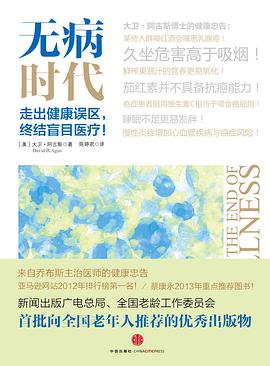 无病
时代
走出健康误区，
终结盲目医疗！
［美］大卫·阿古斯／著 陈婷君／译
David B.Agus
大卫·阿古斯博士的健康忠告：
某些人群喝红酒会罹患乳腺癌！
久坐危害高于吸烟！
鲜榨果蔬汁的营养更易氧化！
茄红素并不具备抗癌能力！
癌症患者服用维生素C相当于喂食癌细胞！
睡眠不足更易发胖！
慢性炎症增加心血管疾病与癌症风险！
THE END OF
ILLNESS
来自乔布斯主治医师的健康忠告
亚马逊网站2012年排行榜第一名！／蔡康永2013年重点推荐图书！
新闻出版广电总局、全国老龄工作委员会
首批向全国老年人推荐的优秀出版物
中信出版社·CHINA CITIC PRESS